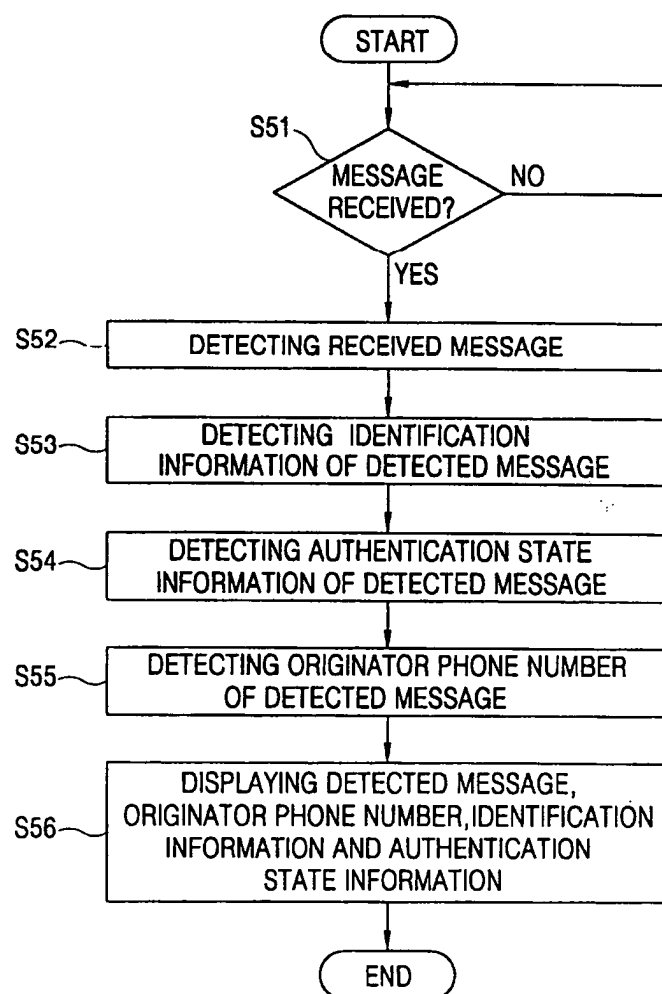 START
S51
MESSAGE
RECEIVED?
NO
YES
S52
DETECTING RECEIVED MESSAGE
S53
DETECTING IDENTIFICATION
INFORMATION OF DETECTED MESSAGE
S54
DETECTING AUTHENTICATION STATE
INFORMATION OF DETECTED MESSAGE
S55
DETECTING ORIGINATOR PHONE NUMBER
OF DETECTED MESSAGE
S56
DISPLAYING DETECTED MESSAGE,
ORIGINATOR PHONE NUMBER,IDENTIFICATION
INFORMATION AND AUTHENTICATION
STATE INFORMATION
END